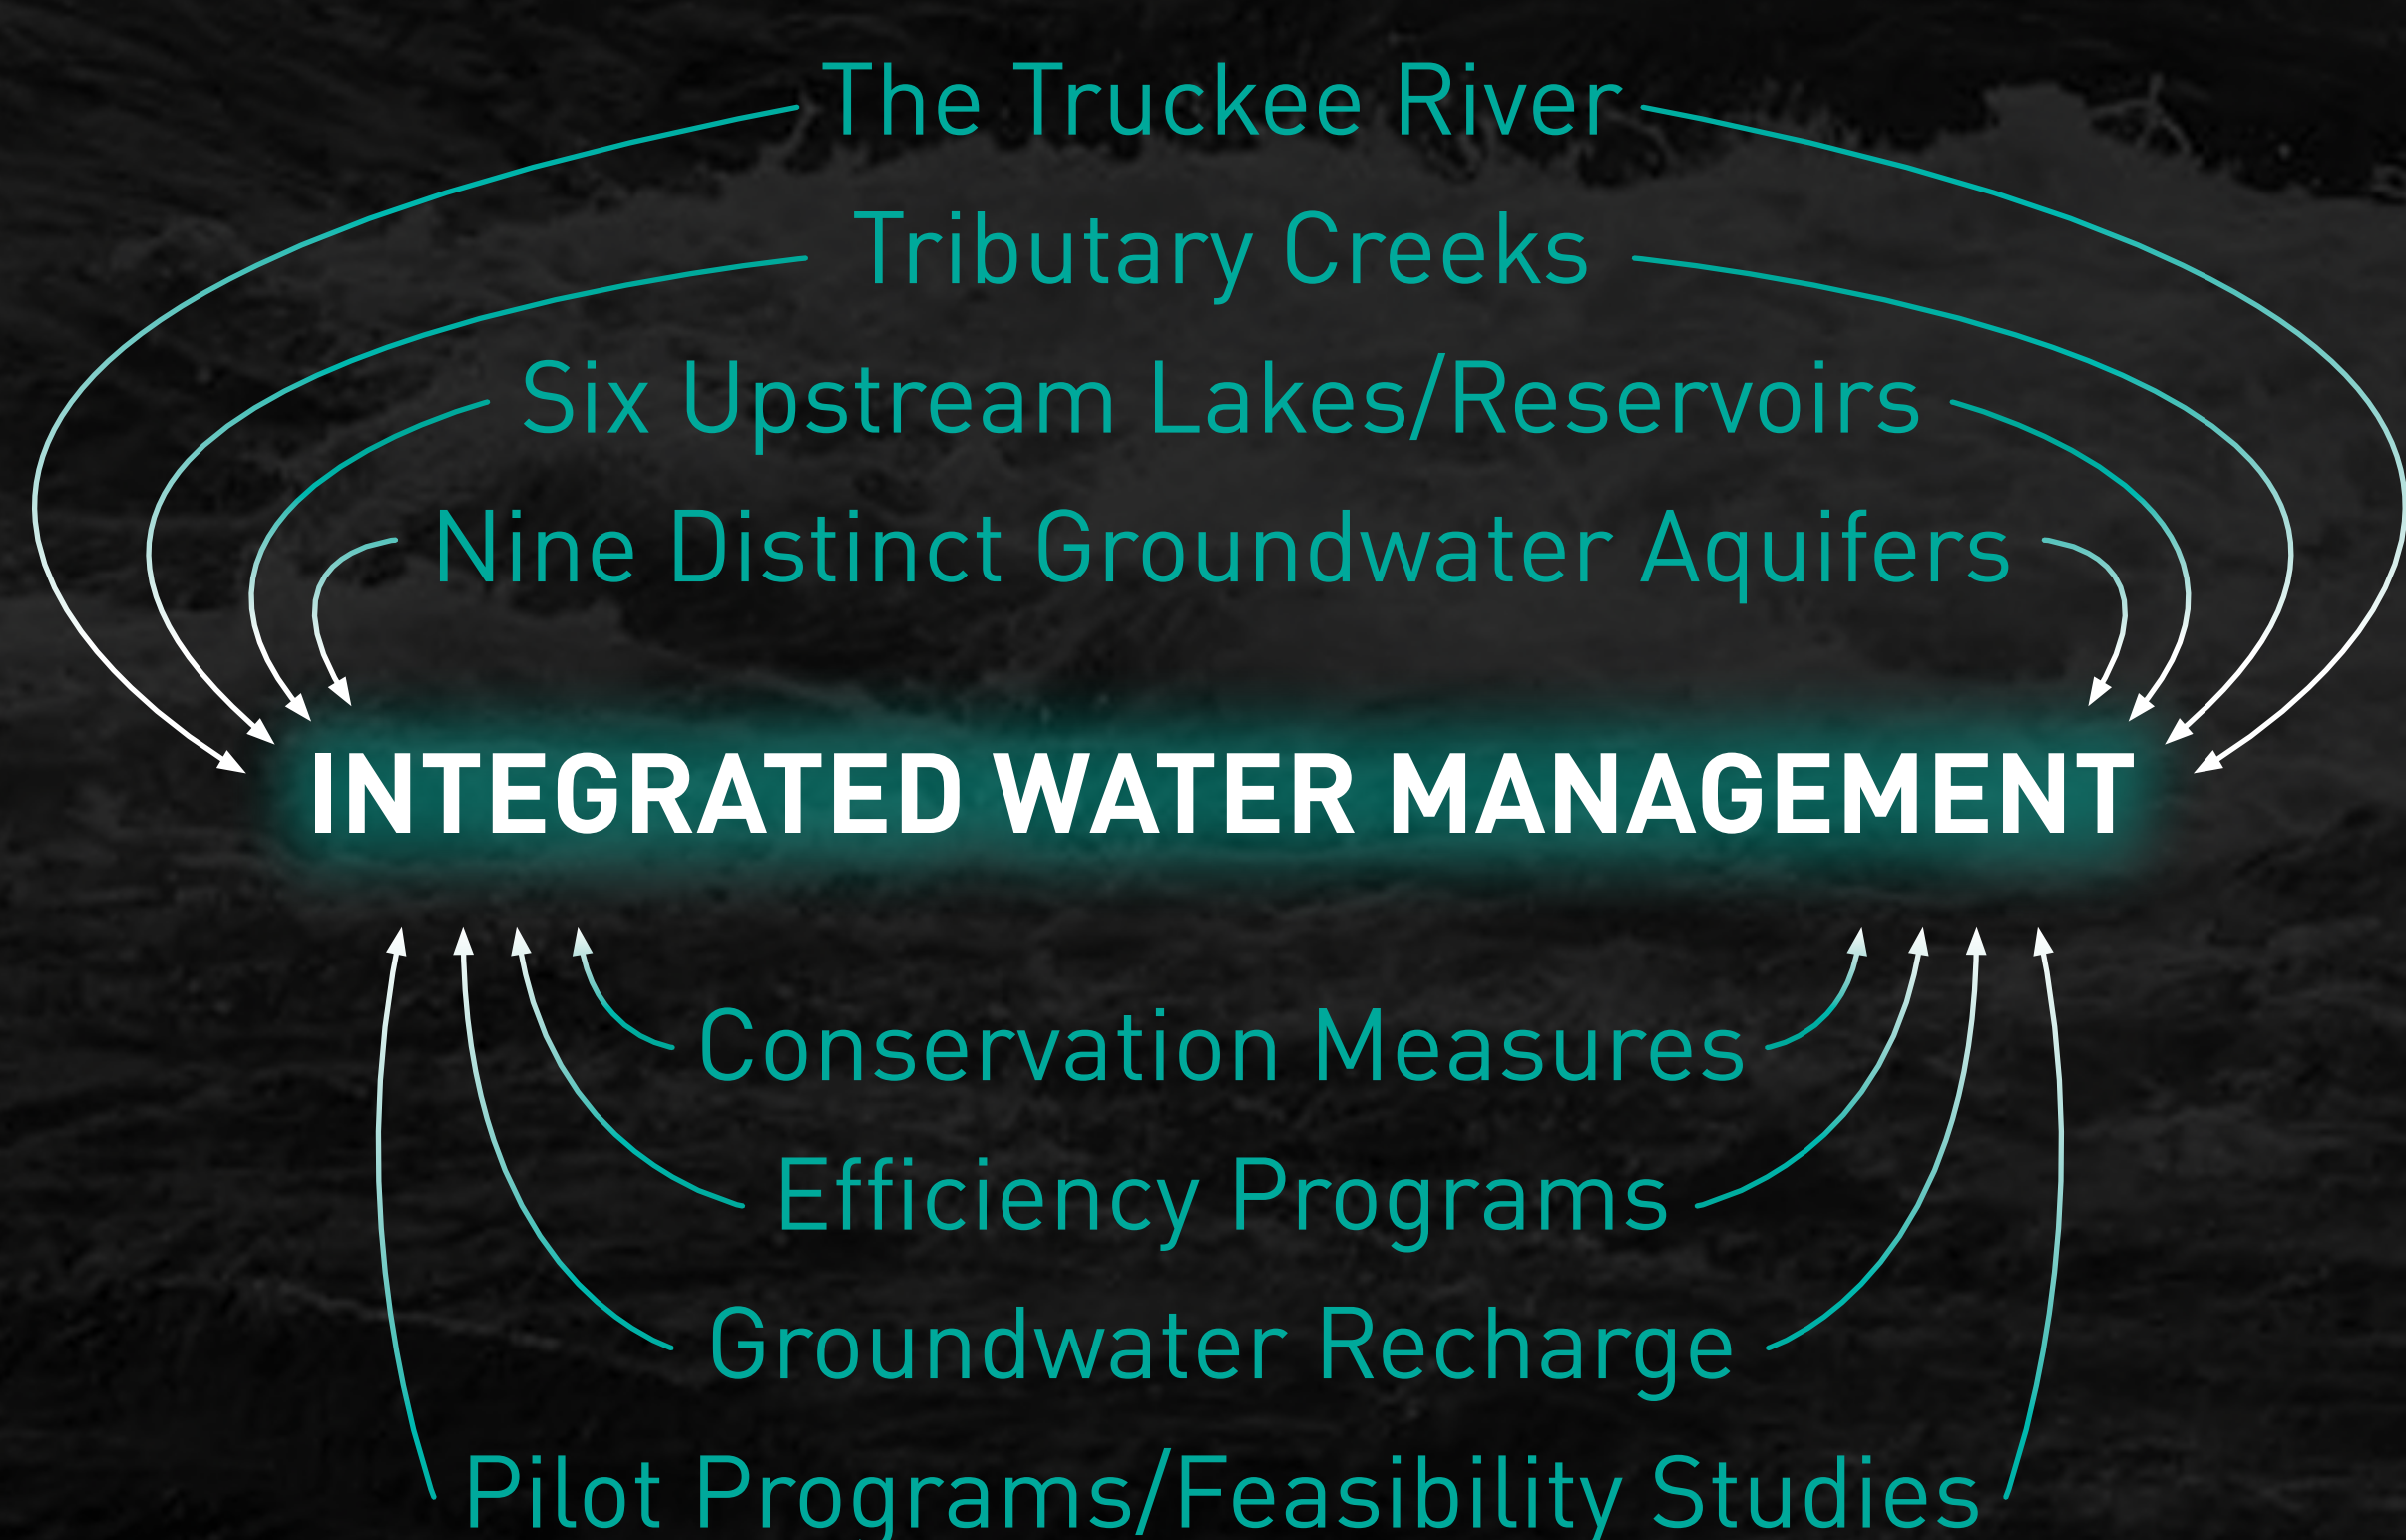 The Truckee River
Tributary Creeks
Six Upstream Lakes/Reservoirs
Nine Distinct Groundwater Aquifers
INTEGRATED WATER MANAGEMENT
Conservation Measures
Efficiency Programs
Groundwater Recharge
Pilot Programs/Feasibility Studies